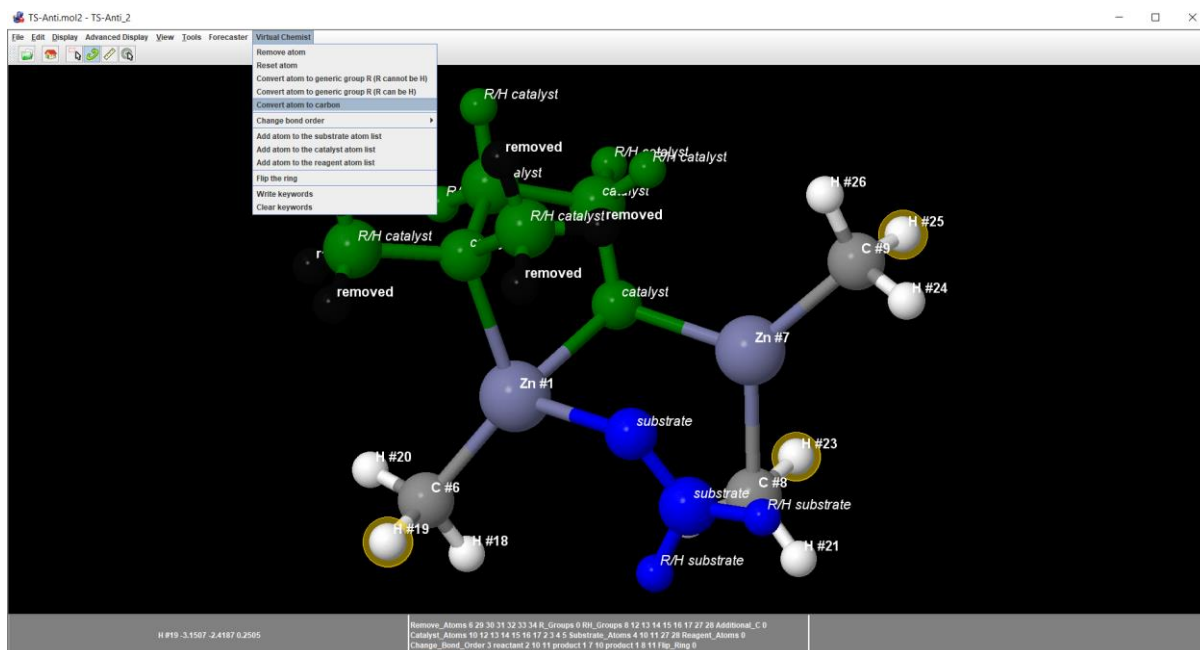 TS-Anti.mol2 - TS-Anti_2
File Edit Display Advanced Display View Tools Forecaster Virtual Chemist
Remove atom
Reset atom
Convert atom to generic group R (R cannot be H)
Convert atom to generic group R (R can be H)
Convert atom to carbon
Change bond order
Add atom to the substrate atom list
Add atom to the catalyst atom list
Add atom to the reagent atom list
Flip the ring
Write keywords
Clear keywords
R/H catalyst
removed
R/H catalyst
R/H catalyst
R/H catalyst
removed
R/H catalyst
removed
removed
catalyst
H #26
H #25
C #9
H #24
Zn #7
Zn #1
substrate
H #20
C #6
H #19
H #18
H #23
C #8
substrate
R/H substrate
H #21
R/H substrate
H #19 -3.1507 -2.4187 0.2505
Remove_Atoms 6 29 30 31 32 33 34 R_Groups 0 RH_Groups 8 12 13 14 15 16 17 27 28 Additional_C 0
Catalyst_Atoms 10 12 13 14 15 16 17 2 3 4 5 Substrate_Atoms 4 10 11 27 28 Reagent_Atoms 0
Change_Bond_Order 3 reactant 2 10 11 product 1 7 10 product 1 8 11 Flip_Ring 0